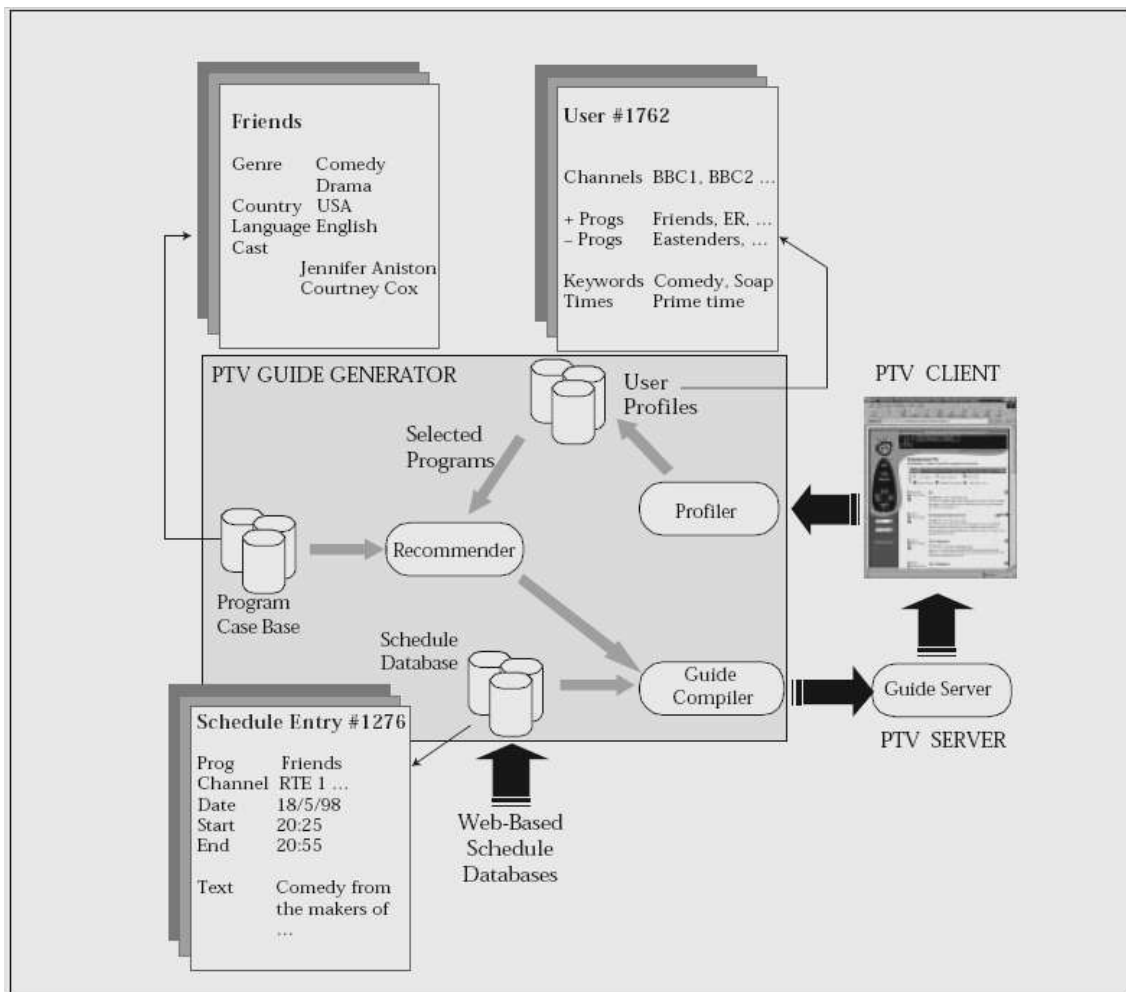 Friends
Genre Comedy
Drama
Country USA
Language English
Cast
Jennifer Aniston
Courtney Cox
User #1762
Channels BBC1, BBC2 ...
+ Progs Friends, ER, ...
– Progs Eastenders, ...
Keywords Comedy, Soap
Times Prime time
PTV GUIDE GENERATOR
User
Profiles
PTV CLIENT
Selected
Programs
Profiler
Recommender
Program
Case Base
Schedule
Database
Guide
Compiler
Guide Server
PTV SERVER
Schedule Entry #1276
Prog Friends
Channel RTE 1 ...
Date 18/5/98
Start 20:25
End 20:55
Text Comedy from
the makers of
...
Web-Based
Schedule
Databases